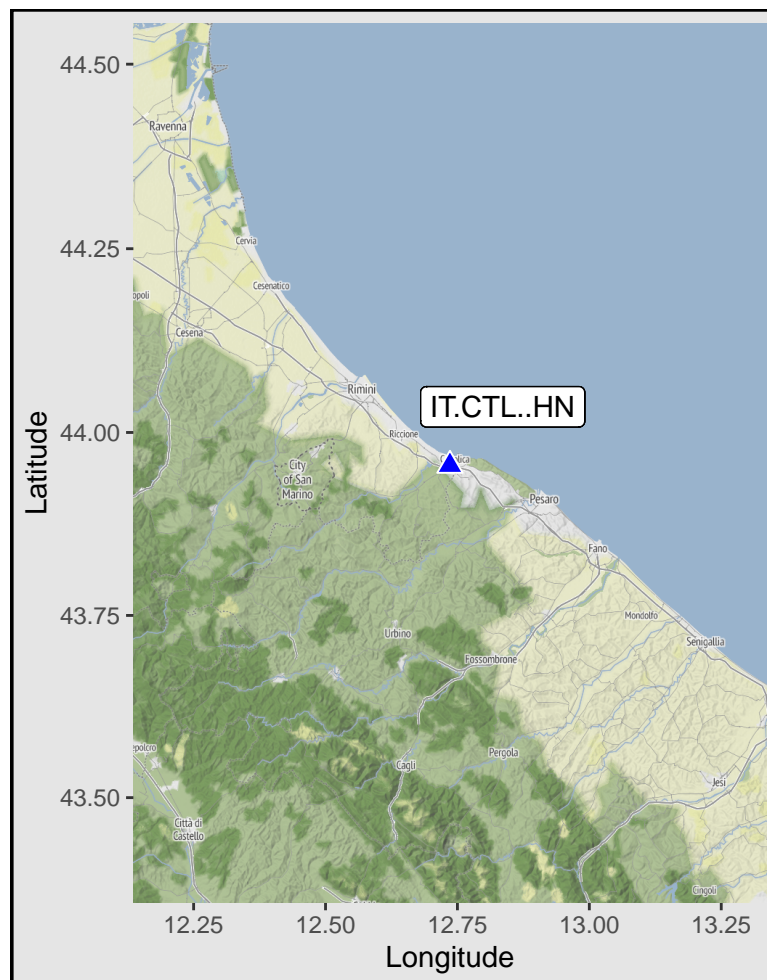 44.50
Ravenna
44.25
Cervia
Cesenatico
opoli
Cesena
Rimini
IT.CTL..HN
44.00
Riccione
City
of San
Marino
Pesaro
Fano
43.75
Mondolfo
Urbino
Senigallia
Fossombrone
epolcro
Pergola
Cagli
Jesi
43.50
Città di
Castello
Cingoli
12.25
12.50
12.75
13.00
13.25
Latitude
Longitude